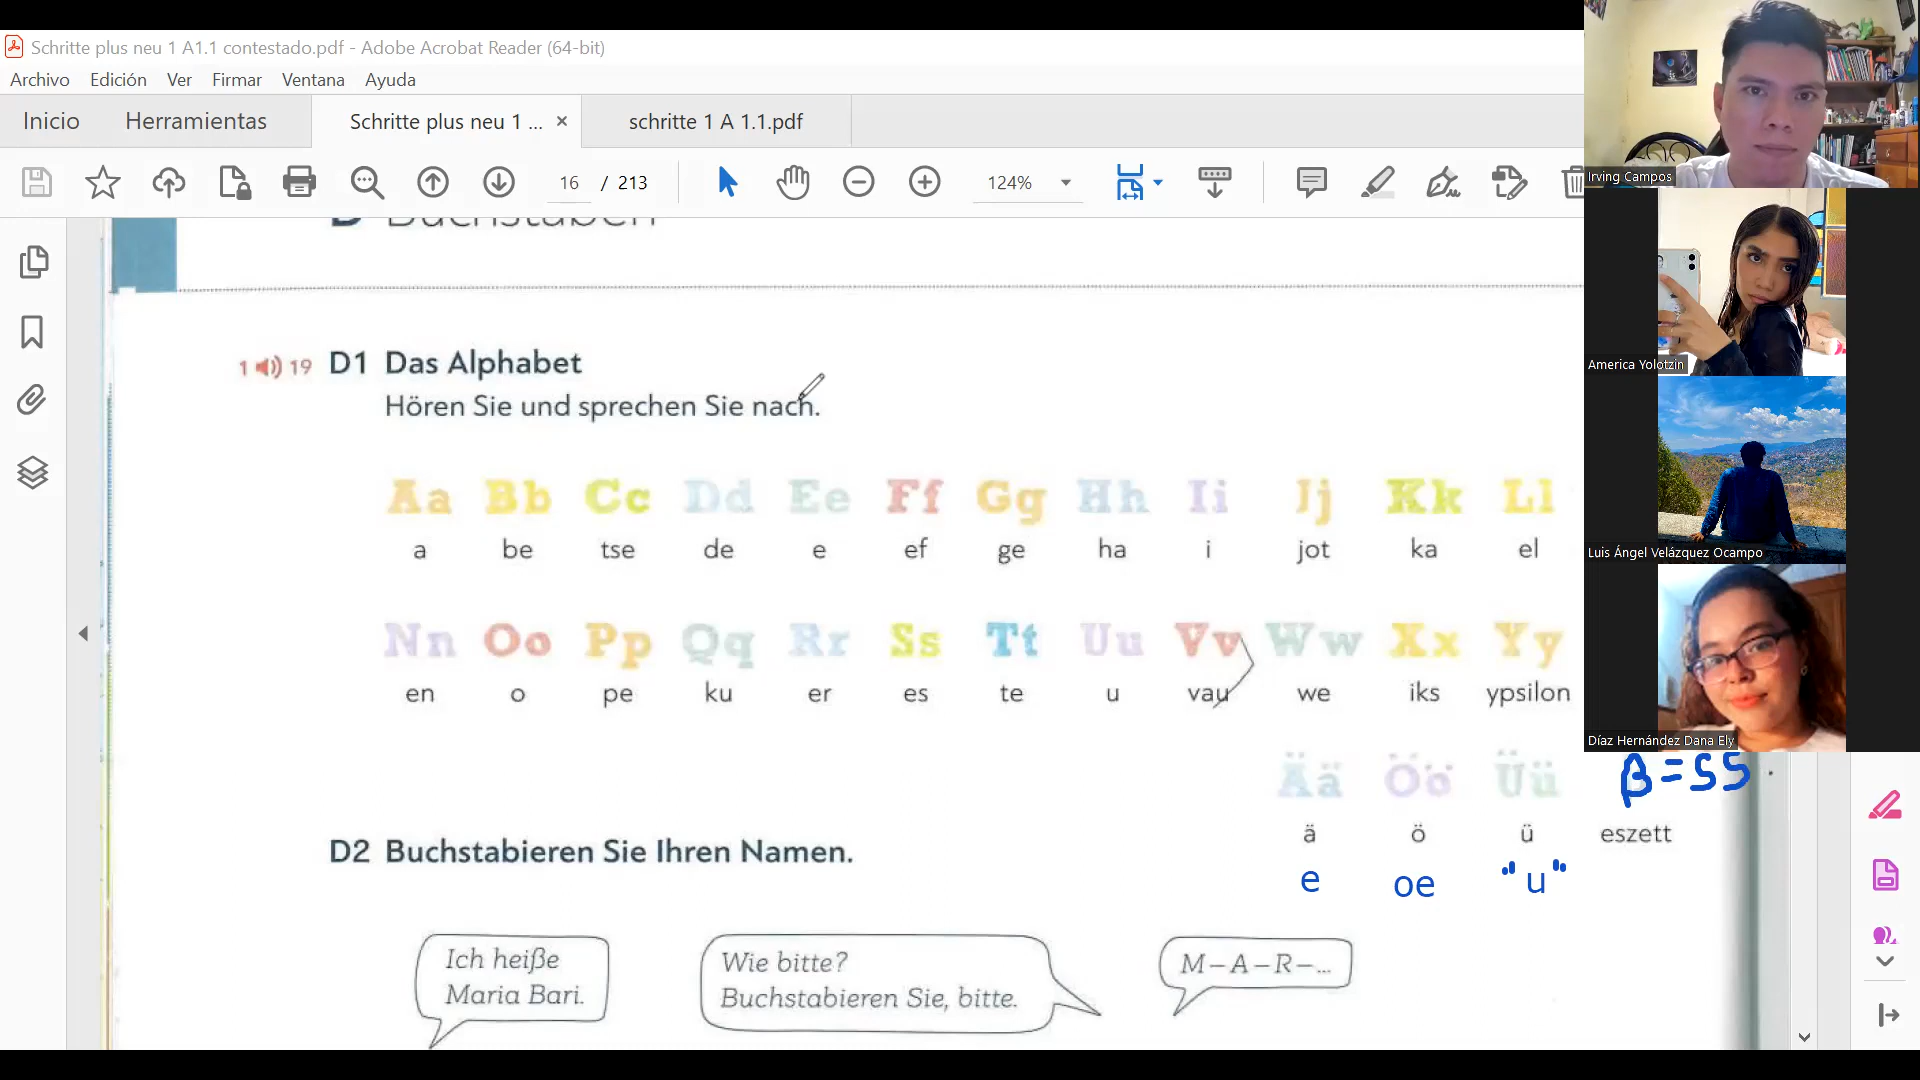 Schritte plus neu 1 A1.1 contestado.pdf - Adobe Acrobat Reader (64-bit)
Archivo Edición Ver Firmar Ventana Ayuda
Inicio Herramientas Schritte plus neu 1 ... × schritte 1 A 1.1.pdf
16 / 213 124%
D Buchstaben
1 19 D1 Das Alphabet
Hören Sie und sprechen Sie nach.
Aa Bb Cc Dd Ee Ff Gg Hh Ii Jj Kk Ll
a be tse de e ef ge ha i jot ka el
Nn Oo Pp Qq Rr Ss Tt Uu Vv Ww Xx Yy
en o pe ku er es te u vau we iks ypsilon
Ää Öö Üü β=ss
ä ö ü eszett
e oe "u"
D2 Buchstabieren Sie Ihren Namen.
Ich heiße
Maria Bari.
Wie bitte?
Buchstabieren Sie, bitte.
M–A–R–...
Irving Campos
America Yolotzin
Luis Ángel Velázquez Ocampo
Díaz Hernández Dana Ely